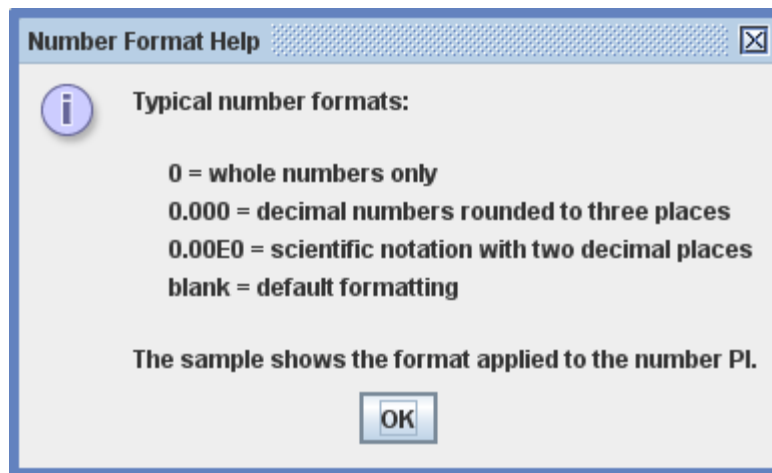 Number Format Help
Typical number formats:
0 = whole numbers only
0.000 = decimal numbers rounded to three places
0.00E0 = scientific notation with two decimal places
blank = default formatting
The sample shows the format applied to the number PI.
OK